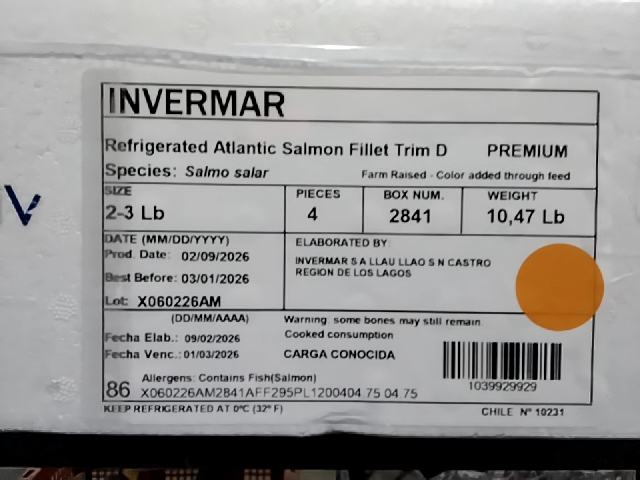 INVERMAR
Refrigerated Atlantic Salmon Fillet Trim D PREMIUM
Species: Salmo salar Farm Raised - Color added through feed
SIZE PIECES BOX NUM. WEIGHT
2-3 Lb 4 2841 10,47 Lb
DATE (MM/DD/YYYY) ELABORATED BY:
Prod. Date: 02/09/2026
INVERMAR S A LLAU LLAO S N CASTRO
REGION DE LOS LAGOS
Best Before: 03/01/2026
Lot: X060226AM
(DD/MM/AAAA) Warning: some bones may still remain.
Fecha Elab.: 09/02/2026 Cooked consumption
Fecha Venc.: 01/03/2026 CARGA CONOCIDA
1039929929
Allergens: Contains Fish(Salmon)
86 X060226AM2841AFF295PL1200404 75 04 75
KEEP REFRIGERATED AT 0ºC (32º F) CHILE Nº 10231